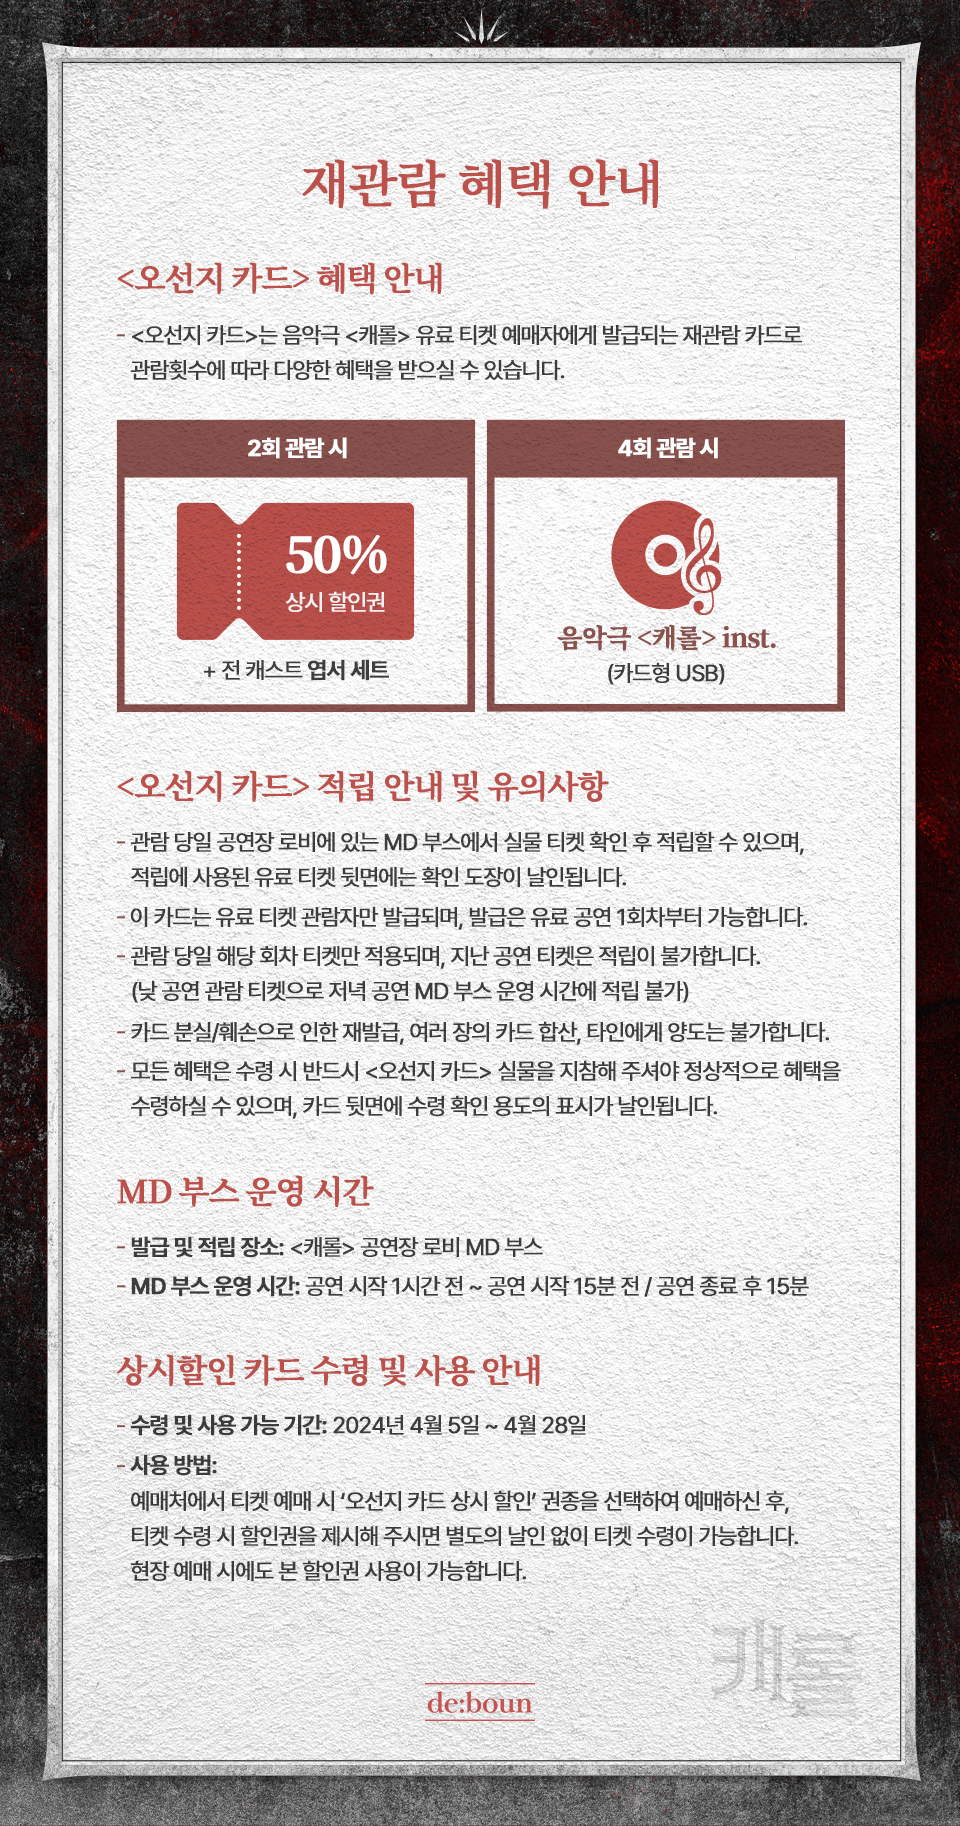 재관람 혜택 안내
<오선지 카드> 혜택 안내
- <오선지 카드>는 음악극 <캐롤> 유료 티켓 예매자에게 발급되는 재관람 카드로
관람횟수에 따라 다양한 혜택을 받으실 수 있습니다.
2회 관람 시
50%
상시 할인권
+ 전 캐스트 엽서 세트
4회 관람 시
음악극 <캐롤> inst.
(카드형 USB)
<오선지 카드> 적립 안내 및 유의사항
- 관람 당일 공연장 로비에 있는 MD 부스에서 실물 티켓 확인 후 적립할 수 있으며,
적립에 사용된 유료 티켓 뒷면에는 확인 도장이 날인됩니다.
- 이 카드는 유료 티켓 관람자만 발급되며, 발급은 유료 공연 1회차부터 가능합니다.
- 관람 당일 해당 회차 티켓만 적용되며, 지난 공연 티켓은 적립이 불가합니다.
(낮 공연 관람 티켓으로 저녁 공연 MD 부스 운영 시간에 적립 불가)
- 카드 분실/훼손으로 인한 재발급, 여러 장의 카드 합산, 타인에게 양도는 불가합니다.
- 모든 혜택은 수령 시 반드시 <오선지 카드> 실물을 지참해 주셔야 정상적으로 혜택을
수령하실 수 있으며, 카드 뒷면에 수령 확인 용도의 표시가 날인됩니다.
MD 부스 운영 시간
- 발급 및 적립 장소: <캐롤> 공연장 로비 MD 부스
- MD 부스 운영 시간: 공연 시작 1시간 전 ~ 공연 시작 15분 전 / 공연 종료 후 15분
상시할인 카드 수령 및 사용 안내
- 수령 및 사용 가능 기간: 2024년 4월 5일 ~ 4월 28일
- 사용 방법:
예매처에서 티켓 예매 시 ‘오선지 카드 상시 할인’ 권종을 선택하여 예매하신 후,
티켓 수령 시 할인권을 제시해 주시면 별도의 날인 없이 티켓 수령이 가능합니다.
현장 예매 시에도 본 할인권 사용이 가능합니다.
캐롤
de:boun